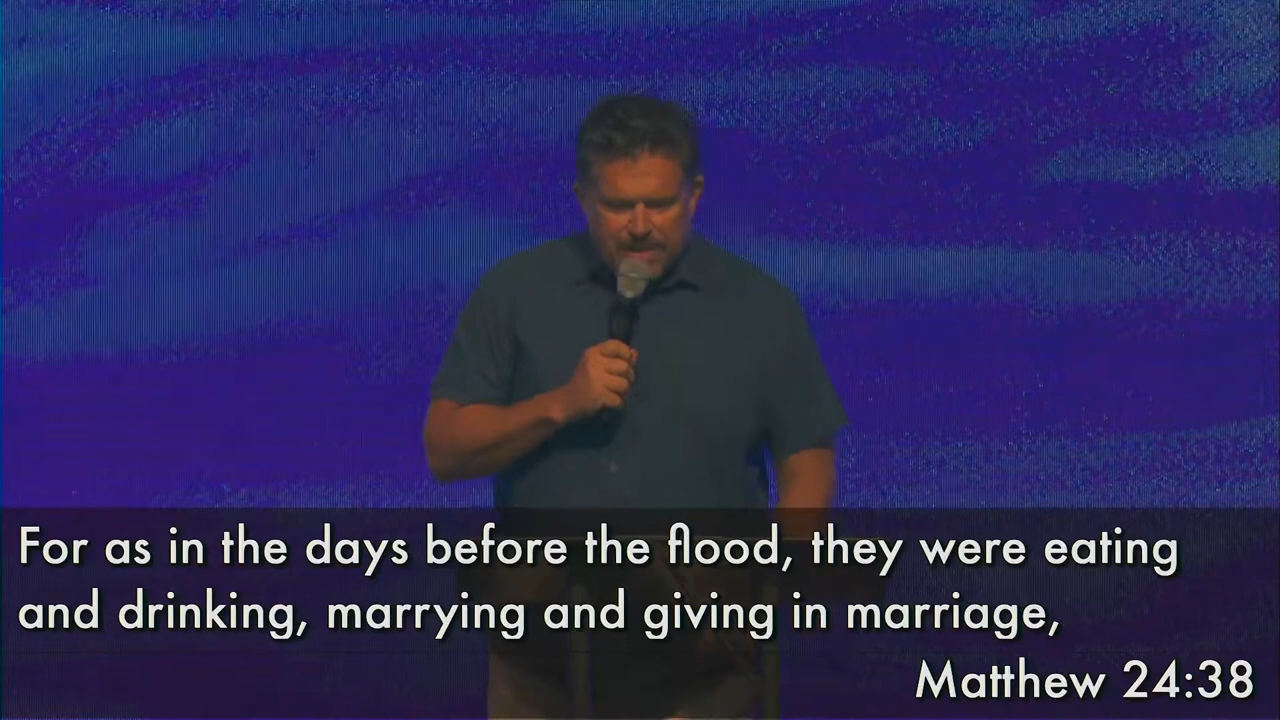 For as in the days before the flood, they were eating
and drinking, marrying and giving in marriage,
Matthew 24:38